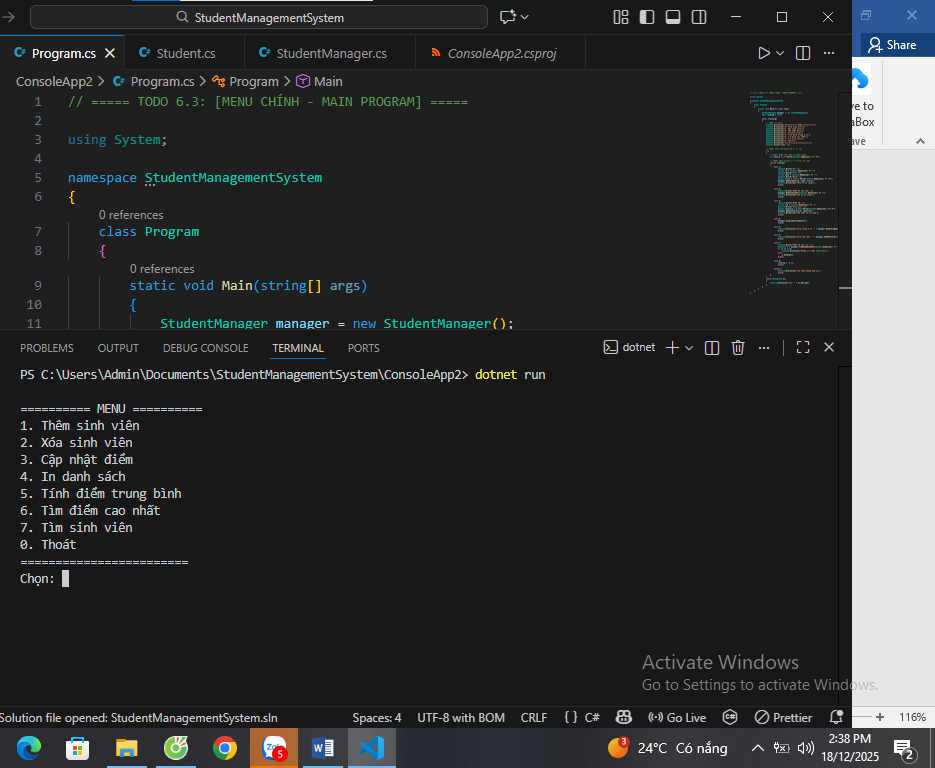 StudentManagementSystem
Program.cs
Student.cs
StudentManager.cs
ConsoleApp2.csproj
Share
ConsoleApp2 > Program.cs > Program > Main
ve to
aBox
ave
1 // ===== TODO 6.3: [MENU CHÍNH - MAIN PROGRAM] =====
2
3 using System;
4
5 namespace StudentManagementSystem
6 {
0 references
7 class Program
8 {
0 references
9 static void Main(string[] args)
10 {
11 StudentManager manager = new StudentManager();
PROBLEMS OUTPUT DEBUG CONSOLE TERMINAL PORTS
dotnet
PS C:\Users\Admin\Documents\StudentManagementSystem\ConsoleApp2> dotnet run
========== MENU ==========
1. Thêm sinh viên
2. Xóa sinh viên
3. Cập nhật điểm
4. In danh sách
5. Tính điểm trung bình
6. Tìm điểm cao nhất
7. Tìm sinh viên
0. Thoát
========================
Chọn:
Activate Windows
Go to Settings to activate Windows.
Solution file opened: StudentManagementSystem.sln Spaces: 4 UTF-8 with BOM CRLF {} C# Go Live Prettier
116%
Zalo
5
3
24°C Có nắng
2:38 PM
18/12/2025
2